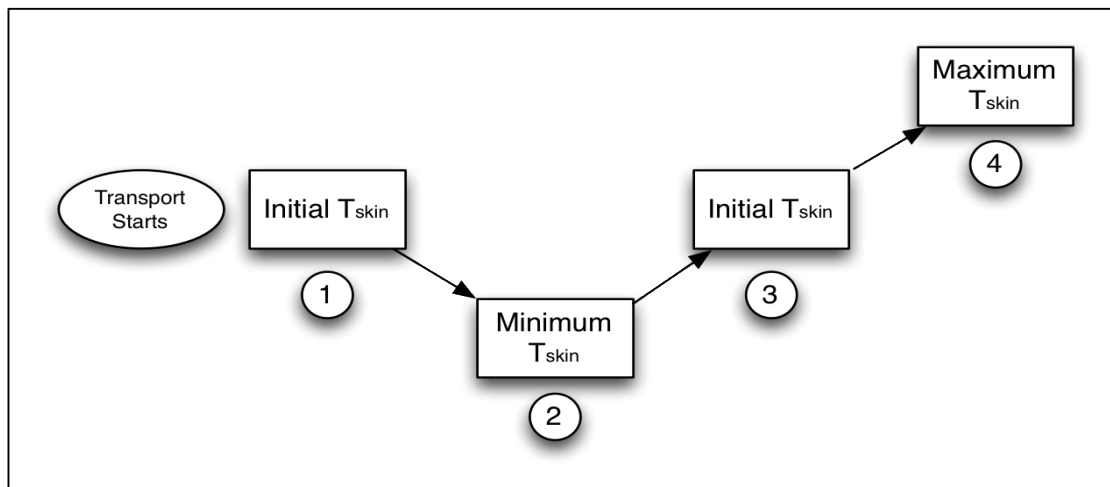 Maximum
Tskin
Transport
Starts
Initial Tskin
Initial Tskin
1
3
4
Minimum
Tskin
2